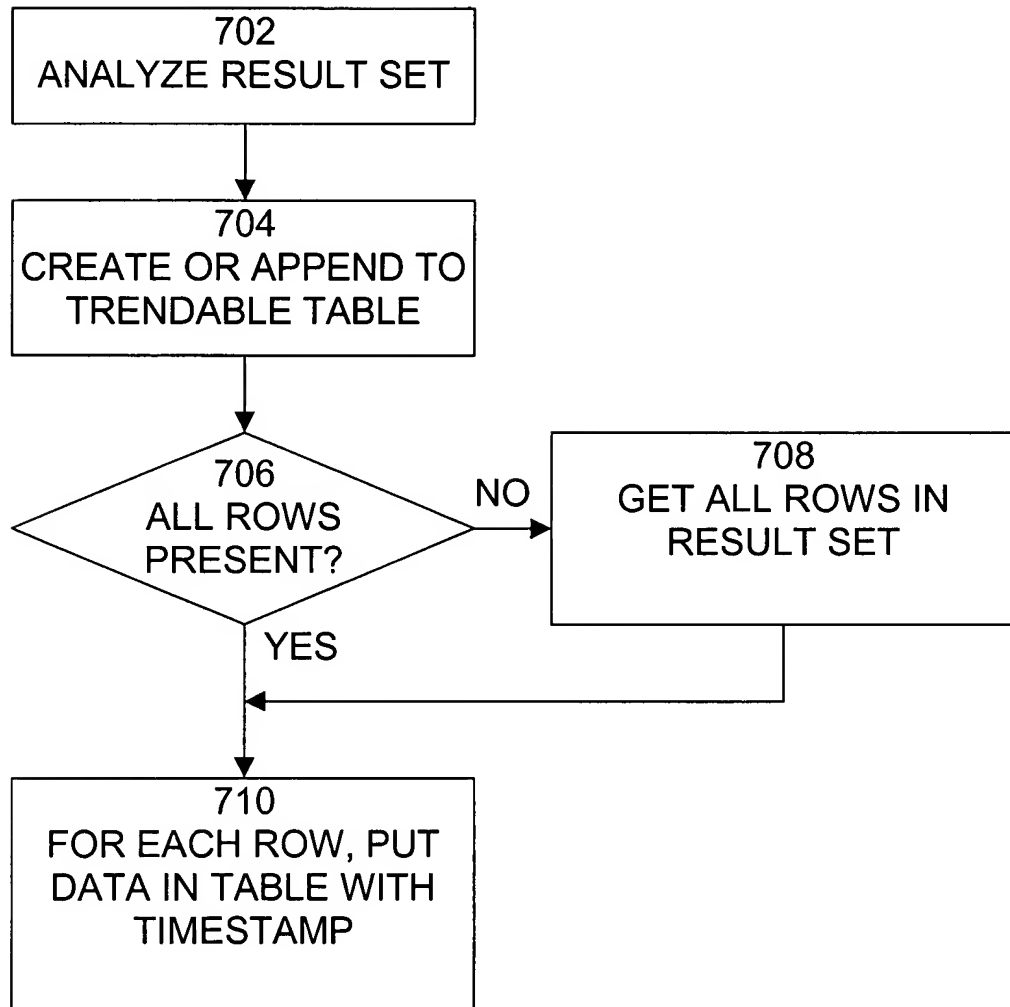 702
ANALYZE RESULT SET
704
CREATE OR APPEND TO
TRENDABLE TABLE
706
ALL ROWS
PRESENT?
NO
708
GET ALL ROWS IN
RESULT SET
YES
710
FOR EACH ROW, PUT
DATA IN TABLE WITH
TIMESTAMP